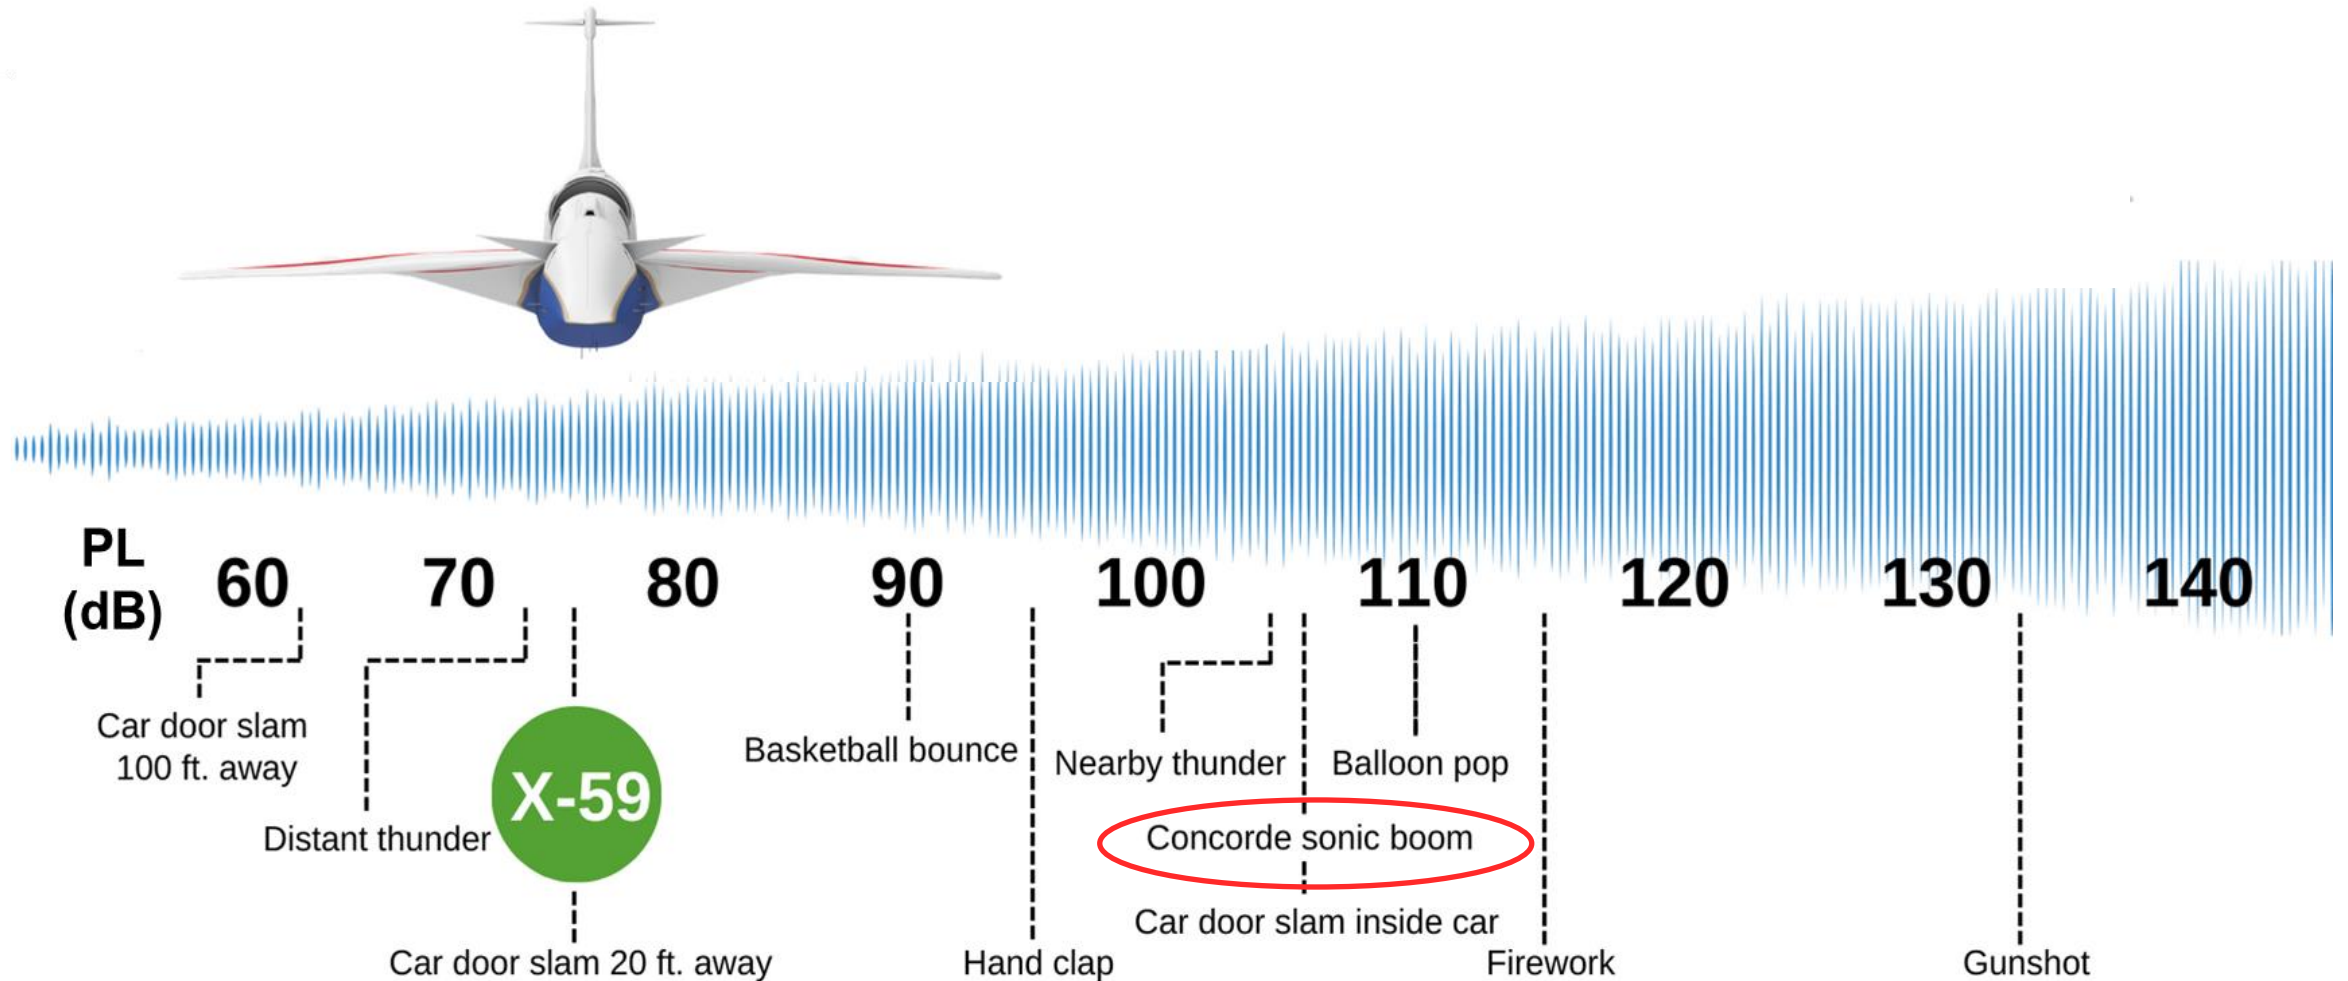 PL
(dB)
60 70 80 90 100 110 120 130 140
Car door slam
100 ft. away
Distant thunder
X-59
Car door slam 20 ft. away
Basketball bounce
Hand clap
Nearby thunder
Concorde sonic boom
Car door slam inside car
Balloon pop
Firework
Gunshot